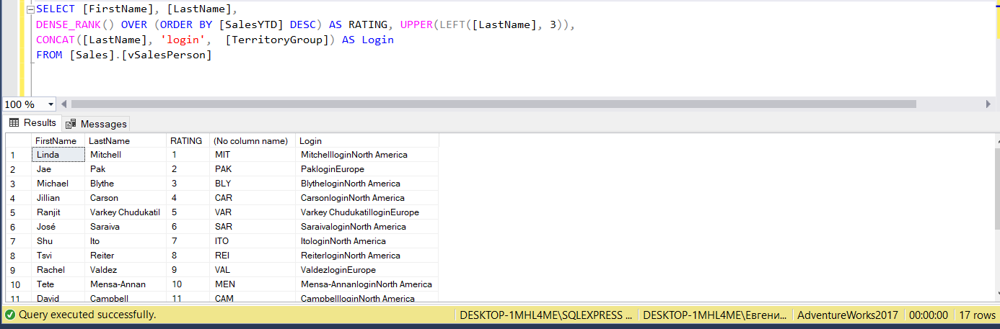 SELECT [FirstName], [LastName],
DENSE_RANK() OVER (ORDER BY [SalesYTD] DESC) AS RATING, UPPER(LEFT([LastName], 3)),
CONCAT([LastName], 'login',  [TerritoryGroup]) AS Login
FROM [Sales].[vSalesPerson]
100 %
Results Messages
FirstName LastName RATING (No column name) Login
1 Linda Mitchell 1 MIT MitchellloginNorth America
2 Jae Pak 2 PAK PakloginEurope
3 Michael Blythe 3 BLY BlytheloginNorth America
4 Jillian Carson 4 CAR CarsonloginNorth America
5 Ranjit Varkey Chudukatil 5 VAR Varkey ChudukatilloginEurope
6 José Saraiva 6 SAR SaraivaloginNorth America
7 Shu Ito 7 ITO ItologinNorth America
8 Tsvi Reiter 8 REI ReiterloginNorth America
9 Rachel Valdez 9 VAL ValdezloginEurope
10 Tete Mensa-Annan 10 MEN Mensa-AnnanloginNorth America
11 David Campbell 11 CAM CampbellloginNorth America
Query executed successfully. DESKTOP-1MHL4ME\SQLEXPRESS ... DESKTOP-1MHL4ME\Евгени... AdventureWorks2017 00:00:00 17 rows